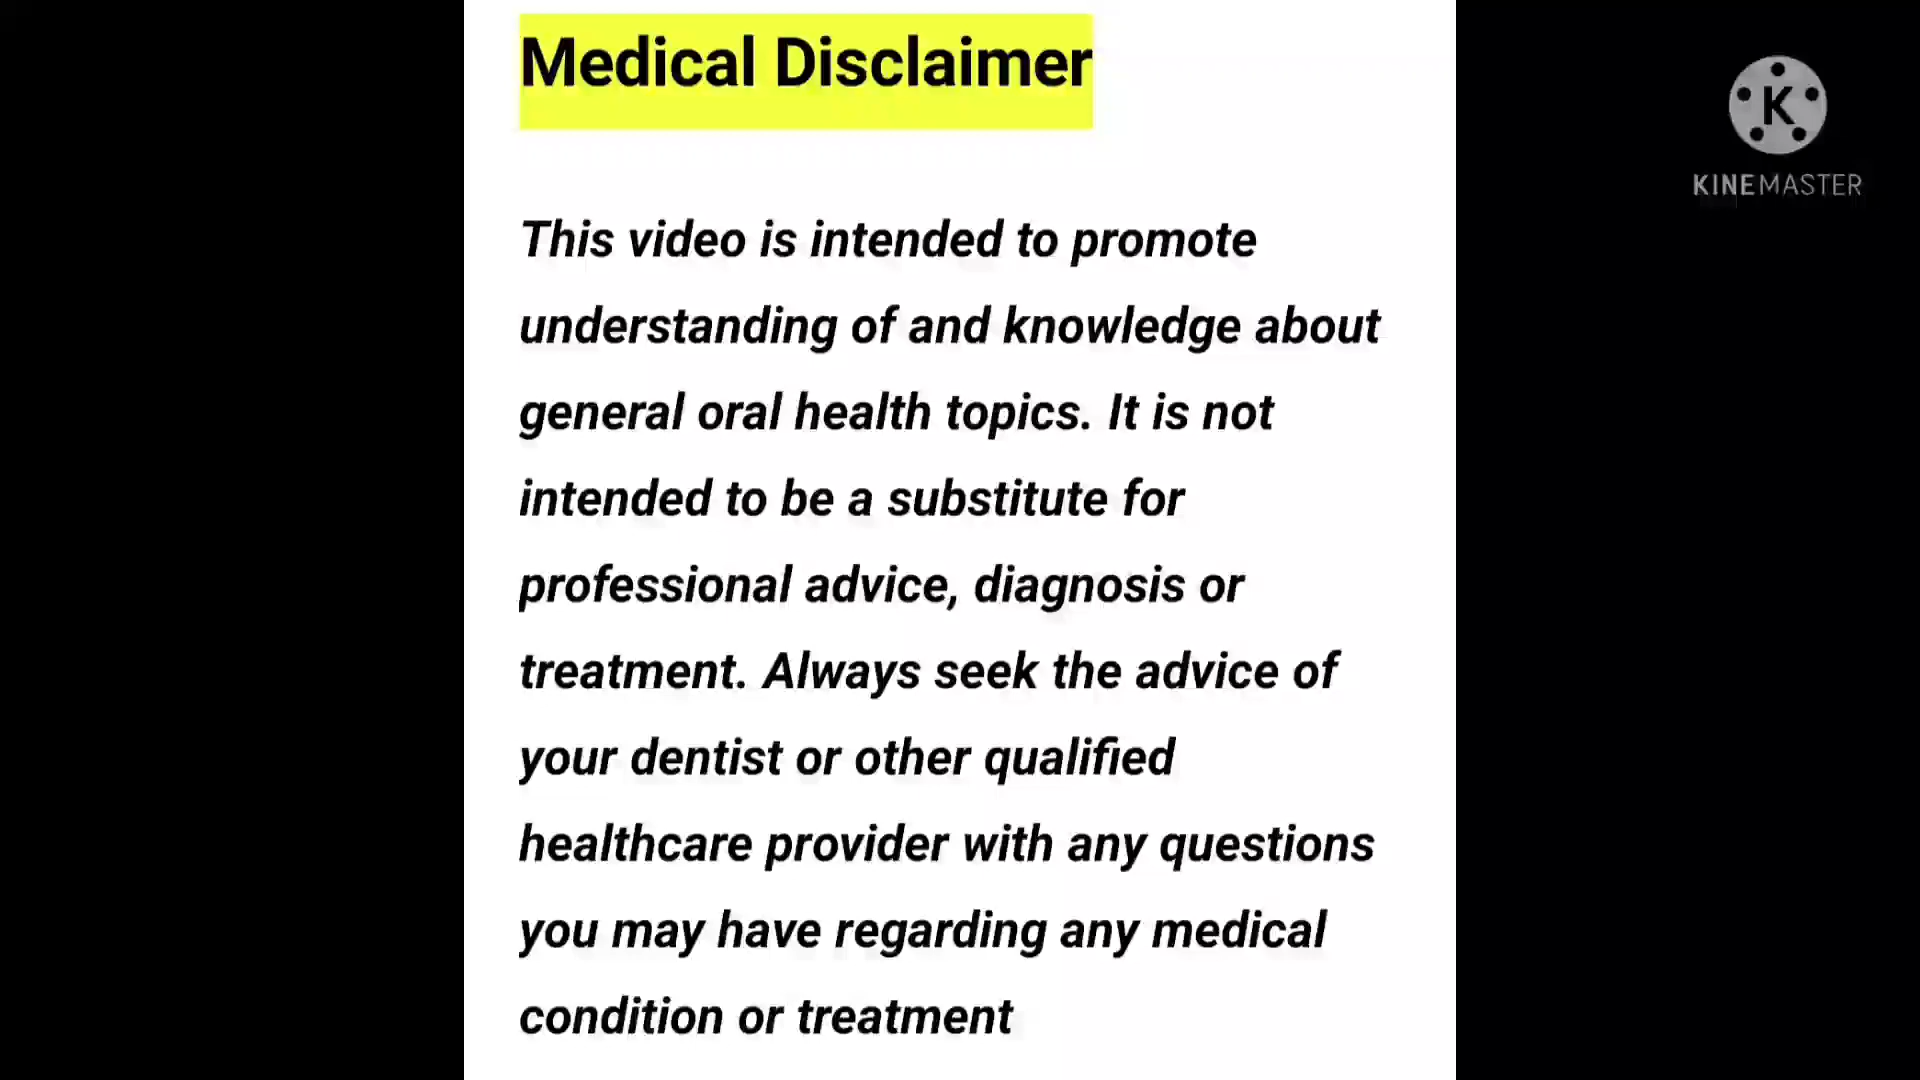 Medical Disclaimer
K
KINEMASTER
This video is intended to promote
understanding of and knowledge about
general oral health topics. It is not
intended to be a substitute for
professional advice, diagnosis or
treatment. Always seek the advice of
your dentist or other qualified
healthcare provider with any questions
you may have regarding any medical
condition or treatment